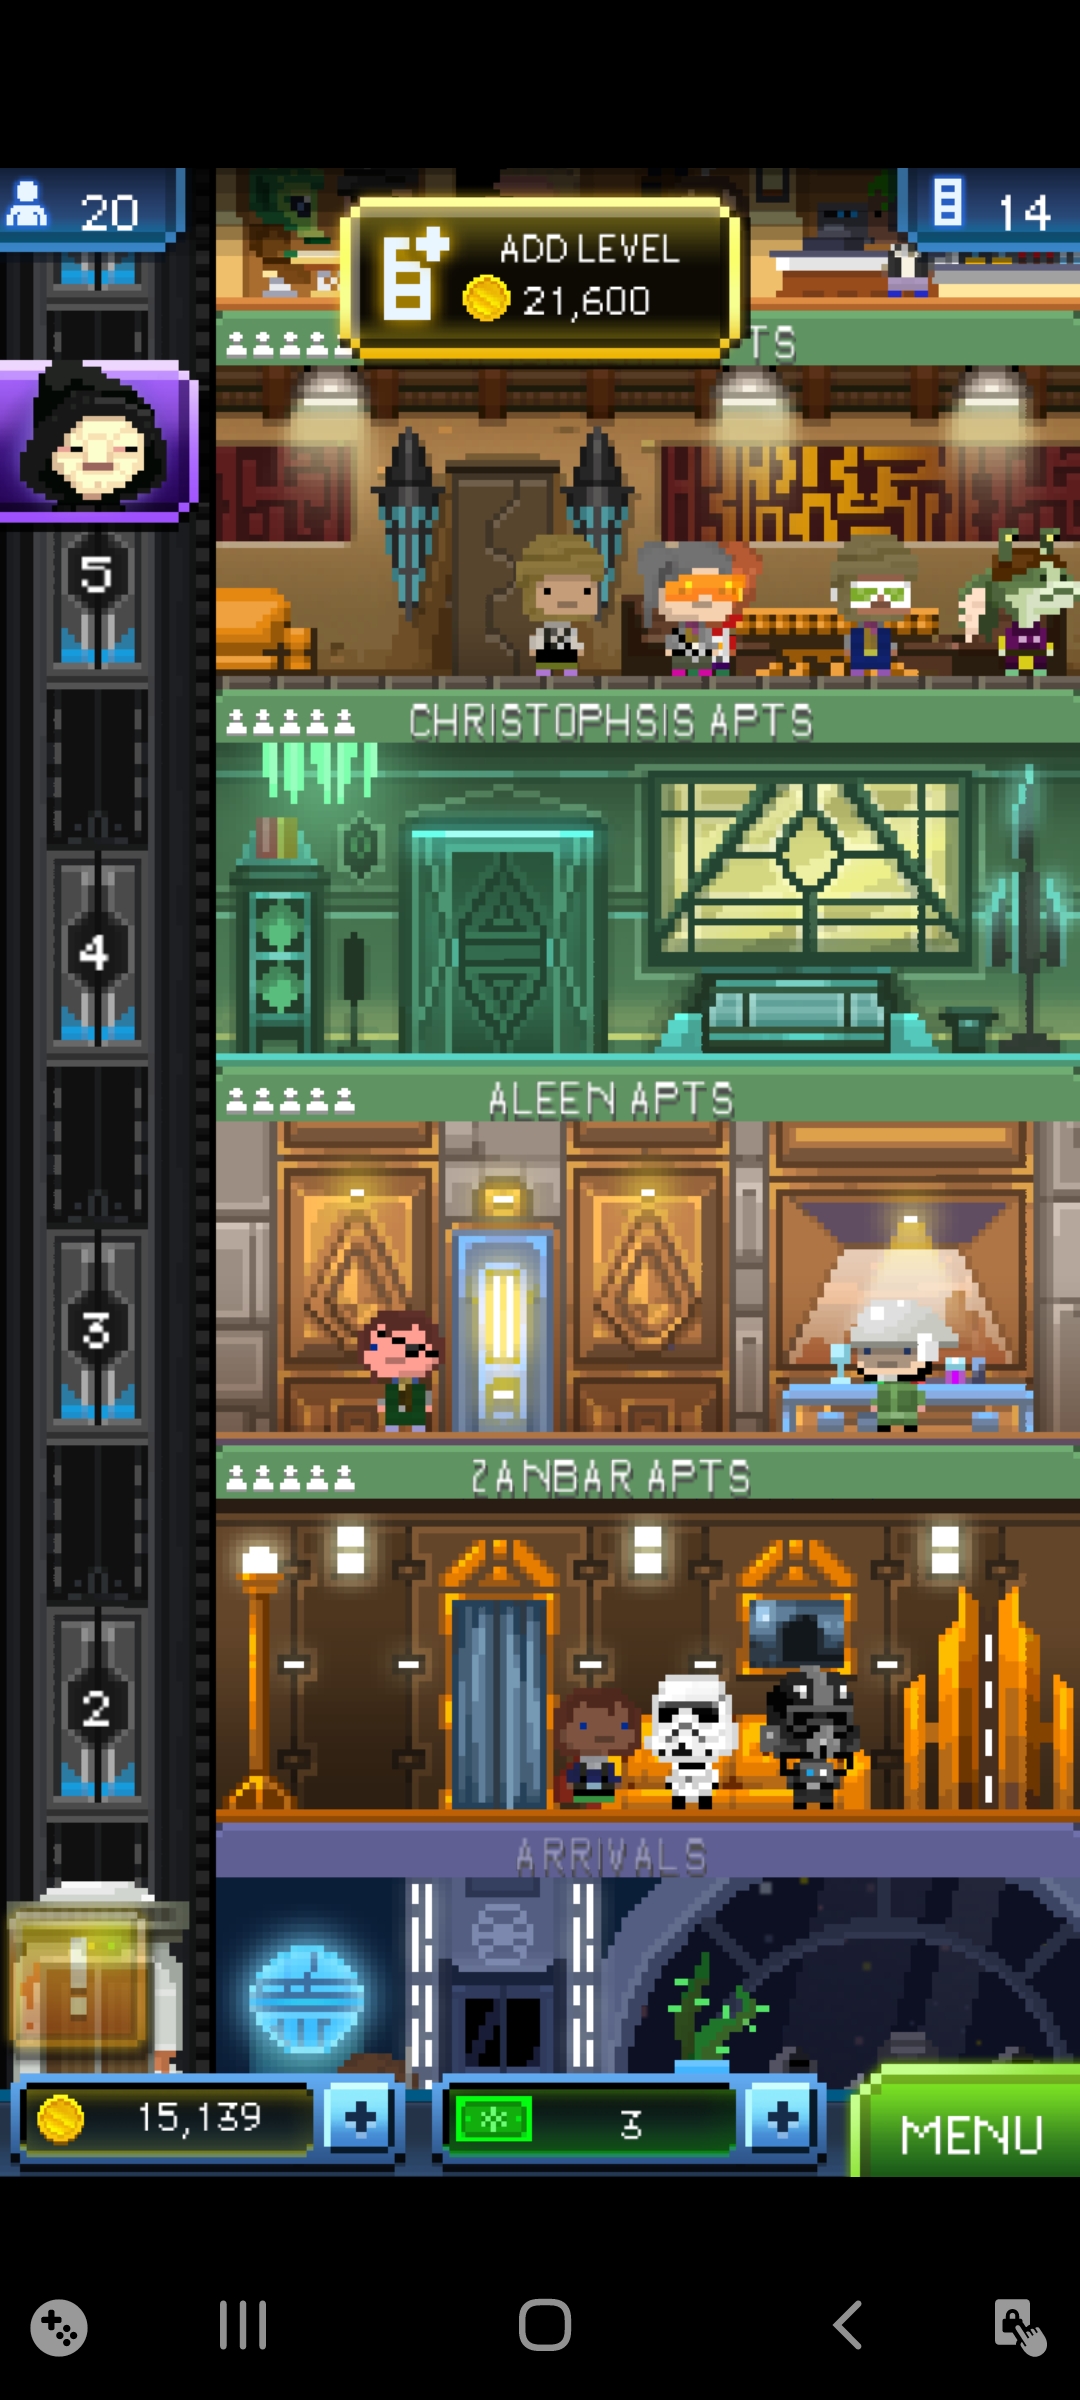 20
14
ADD LEVEL
21,600
TS
5
CHRISTOPHSIS APTS
4
ALEEN APTS
3
ZANBAR APTS
2
ARRIVALS
!
15,139
+
3
+
MENU